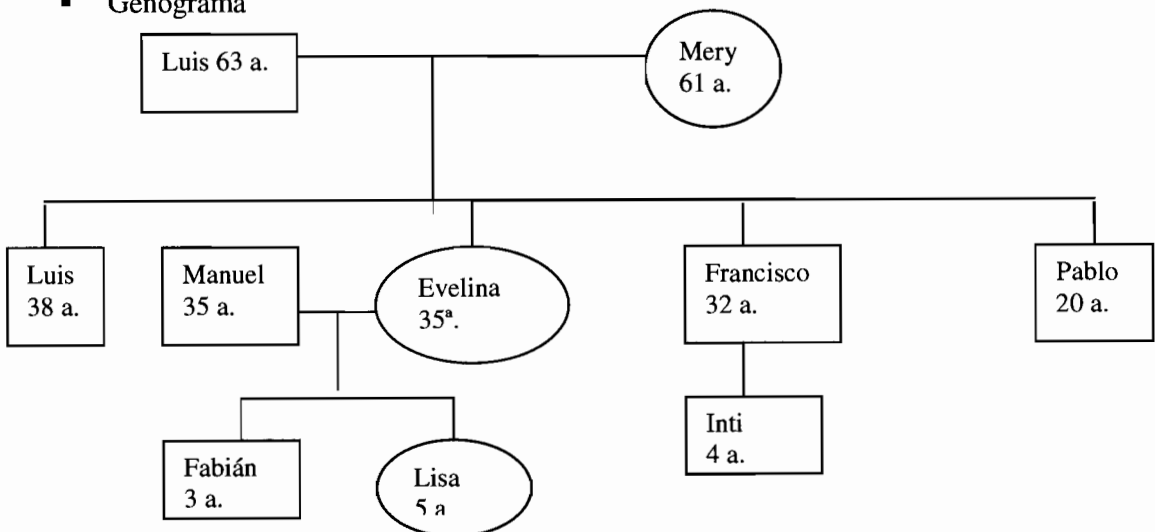 ▪ Genograma
Luis 63 a.
Mery
61 a.
Luis
38 a.
Manuel
35 a.
Evelina
35ª.
Francisco
32 a.
Pablo
20 a.
Fabián
3 a.
Lisa
5 a
Inti
4 a.